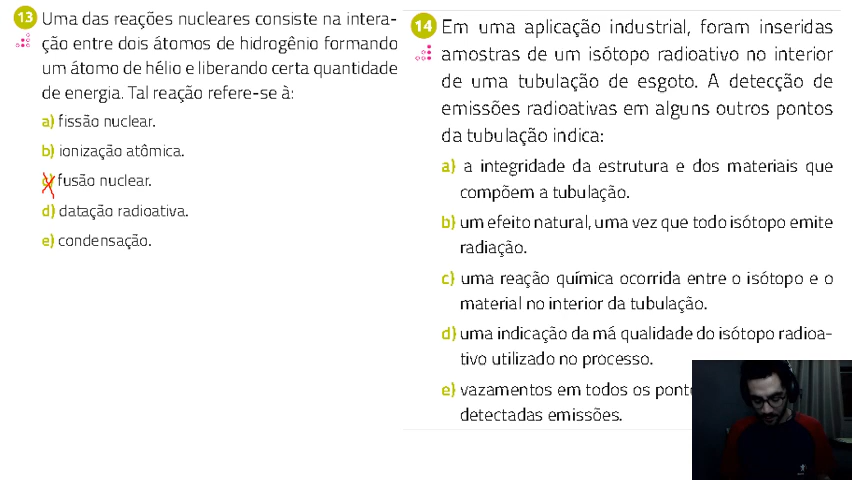 13 Uma das reações nucleares consiste na intera-
ção entre dois átomos de hidrogênio formando
um átomo de hélio e liberando certa quantidade
de energia. Tal reação refere-se à:
a) fissão nuclear.
b) ionização atômica.
c) fusão nuclear.
d) datação radioativa.
e) condensação.
14 Em uma aplicação industrial, foram inseridas
amostras de um isótopo radioativo no interior
de uma tubulação de esgoto. A detecção de
emissões radioativas em alguns outros pontos
da tubulação indica:
a) a integridade da estrutura e dos materiais que
compõem a tubulação.
b) um efeito natural, uma vez que todo isótopo emite
radiação.
c) uma reação química ocorrida entre o isótopo e o
material no interior da tubulação.
d) uma indicação da má qualidade do isótopo radioa-
tivo utilizado no processo.
e) vazamentos em todos os
detectadas emissões.